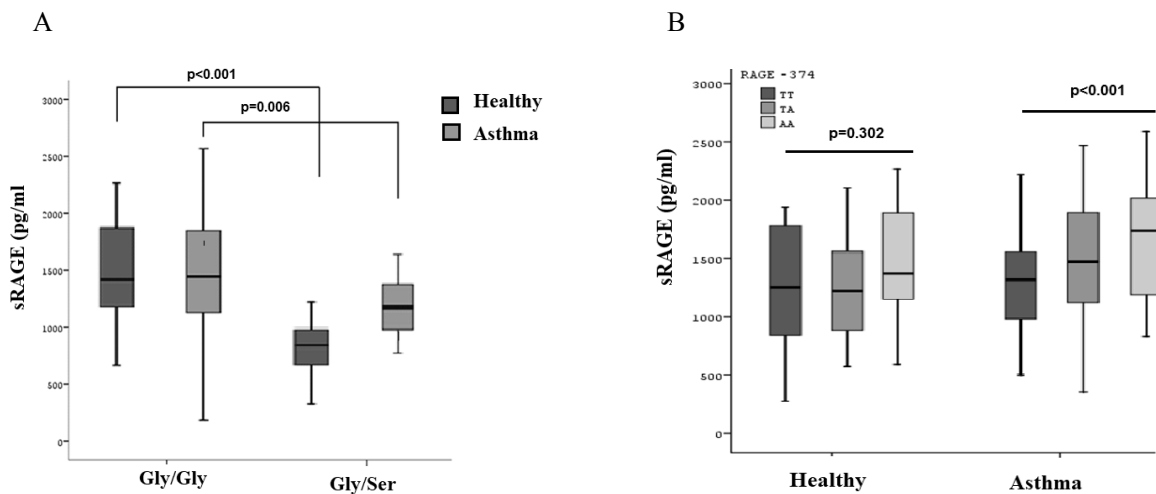 A
p<0.001
p=0.006
Healthy
Asthma
3000
2500
2000
1500
1000
500
0
sRAGE (pg/ml
Gly/Gly
Gly/Ser
B
RAGE -374
TT
TA
AA
p=0.302
p<0.001
3000
2500
2000
1500
1000
500
0
sRAGE (pg/ml)
Healthy
Asthma